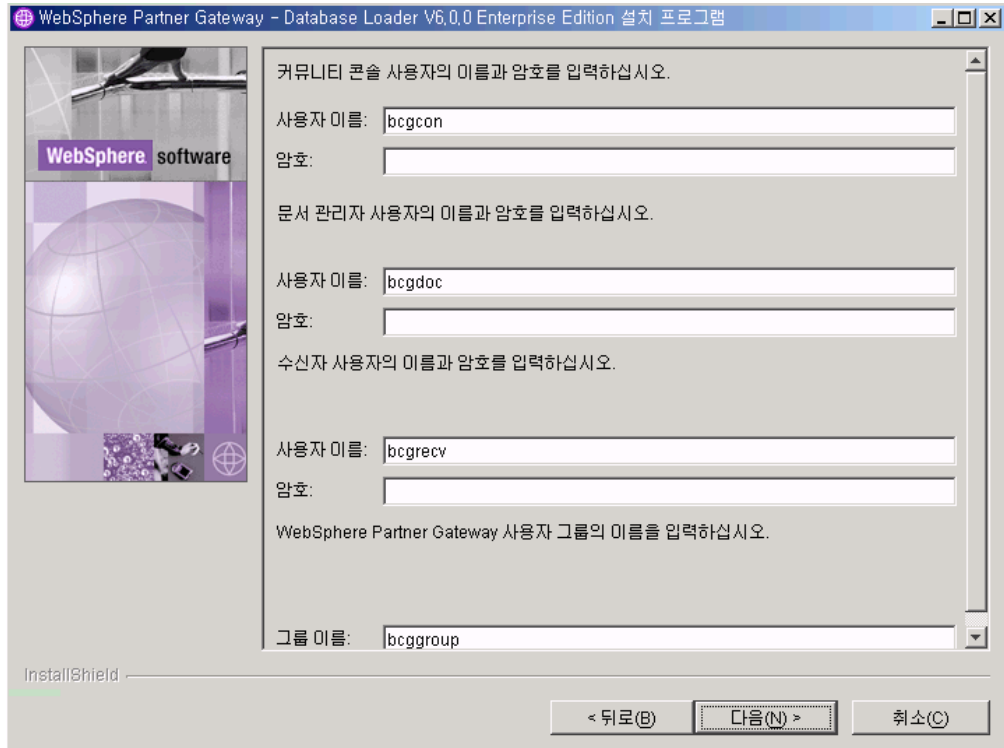 WebSphere Partner Gateway - Database Loader V6,0,0 Enterprise Edition 설치 프로그램
WebSphere. software
커뮤니티 콘솔 사용자의 이름과 암호를 입력하십시오.
사용자 이름: bcgcon
암호:
문서 관리자 사용자의 이름과 암호를 입력하십시오.
사용자 이름: bcgdoc
암호:
수신자 사용자의 이름과 암호를 입력하십시오.
사용자 이름: bcgrecv
암호:
WebSphere Partner Gateway 사용자 그룹의 이름을 입력하십시오.
그룹 이름: bcggroup
InstallShield
< 뒤로(B) 다음(N) > 취소(C)